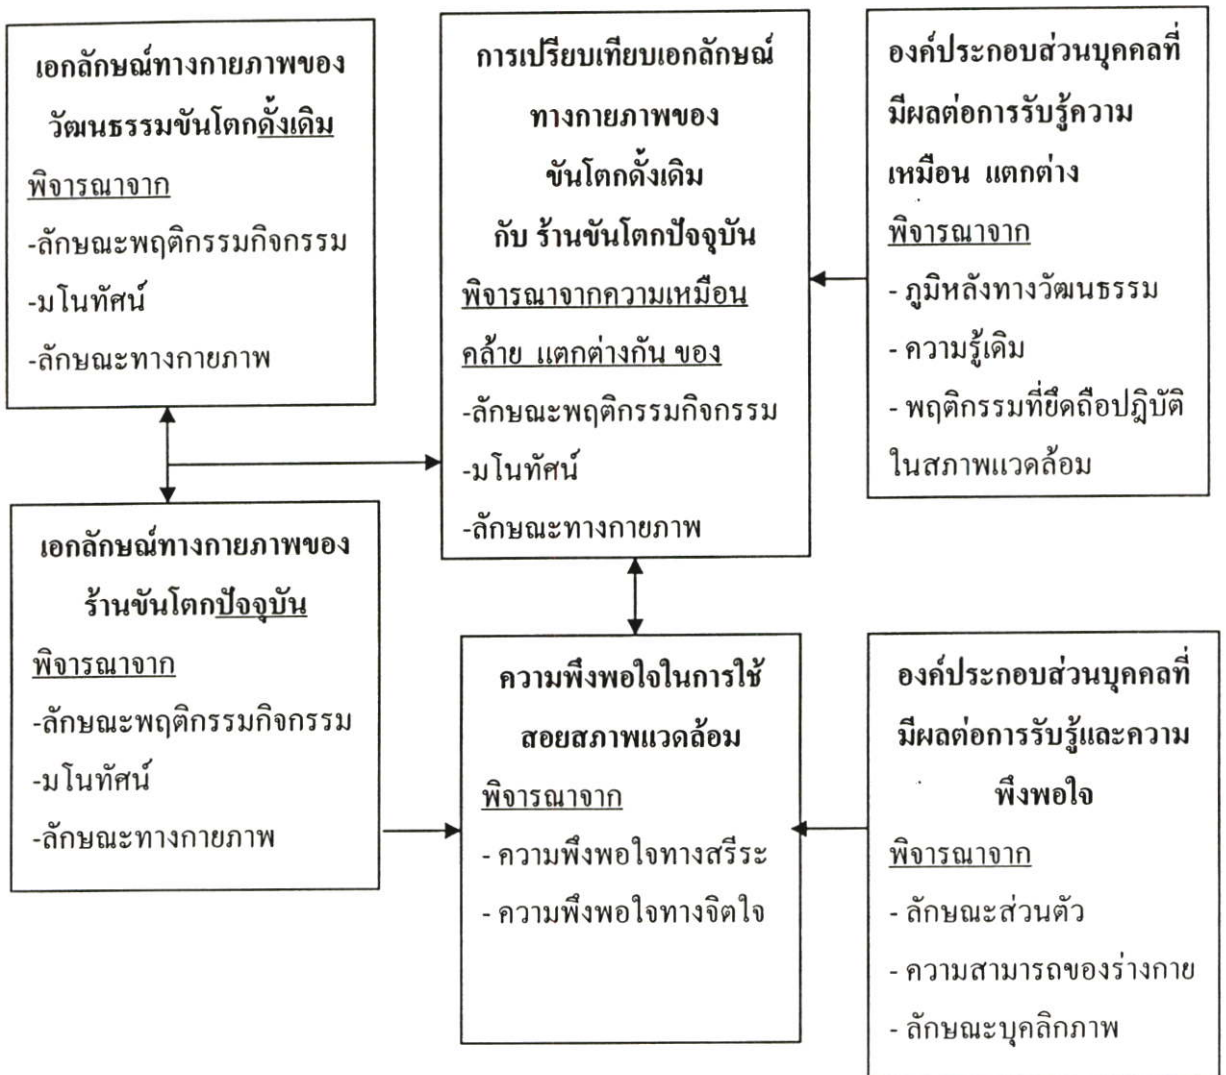 เอกลักษณ์ทางกายภาพของ
วัฒนธรรมขันโตกดั้งเดิม
พิจารณาจาก
-ลักษณะพฤติกรรมกิจกรรม
-มโนทัศน์
-ลักษณะทางกายภาพ
การเปรียบเทียบเอกลักษณ์
ทางกายภาพของ
ขันโตกดั้งเดิม
กับ ร้านขันโตกปัจจุบัน
พิจารณาจากความเหมือน
คล้าย แตกต่างกัน ของ
-ลักษณะพฤติกรรมกิจกรรม
-มโนทัศน์
-ลักษณะทางกายภาพ
องค์ประกอบส่วนบุคคลที่
มีผลต่อการรับรู้ความ
เหมือน แตกต่าง
พิจารณาจาก
- ภูมิหลังทางวัฒนธรรม
- ความรู้เดิม
- พฤติกรรมที่ยึดถือปฎิบัติ
ในสภาพแวดล้อม
เอกลักษณ์ทางกายภาพของ
ร้านขันโตกปัจจุบัน
พิจารณาจาก
-ลักษณะพฤติกรรมกิจกรรม
-มโนทัศน์
-ลักษณะทางกายภาพ
ความพึงพอใจในการใช้
สอยสภาพแวดล้อม
พิจารณาจาก
- ความพึงพอใจทางสรีระ
- ความพึงพอใจทางจิตใจ
องค์ประกอบส่วนบุคคลที่
มีผลต่อการรับรู้และความ
พึงพอใจ
พิจารณาจาก
- ลักษณะส่วนตัว
- ความสามารถของร่างกาย
- ลักษณะบุคลิกภาพ